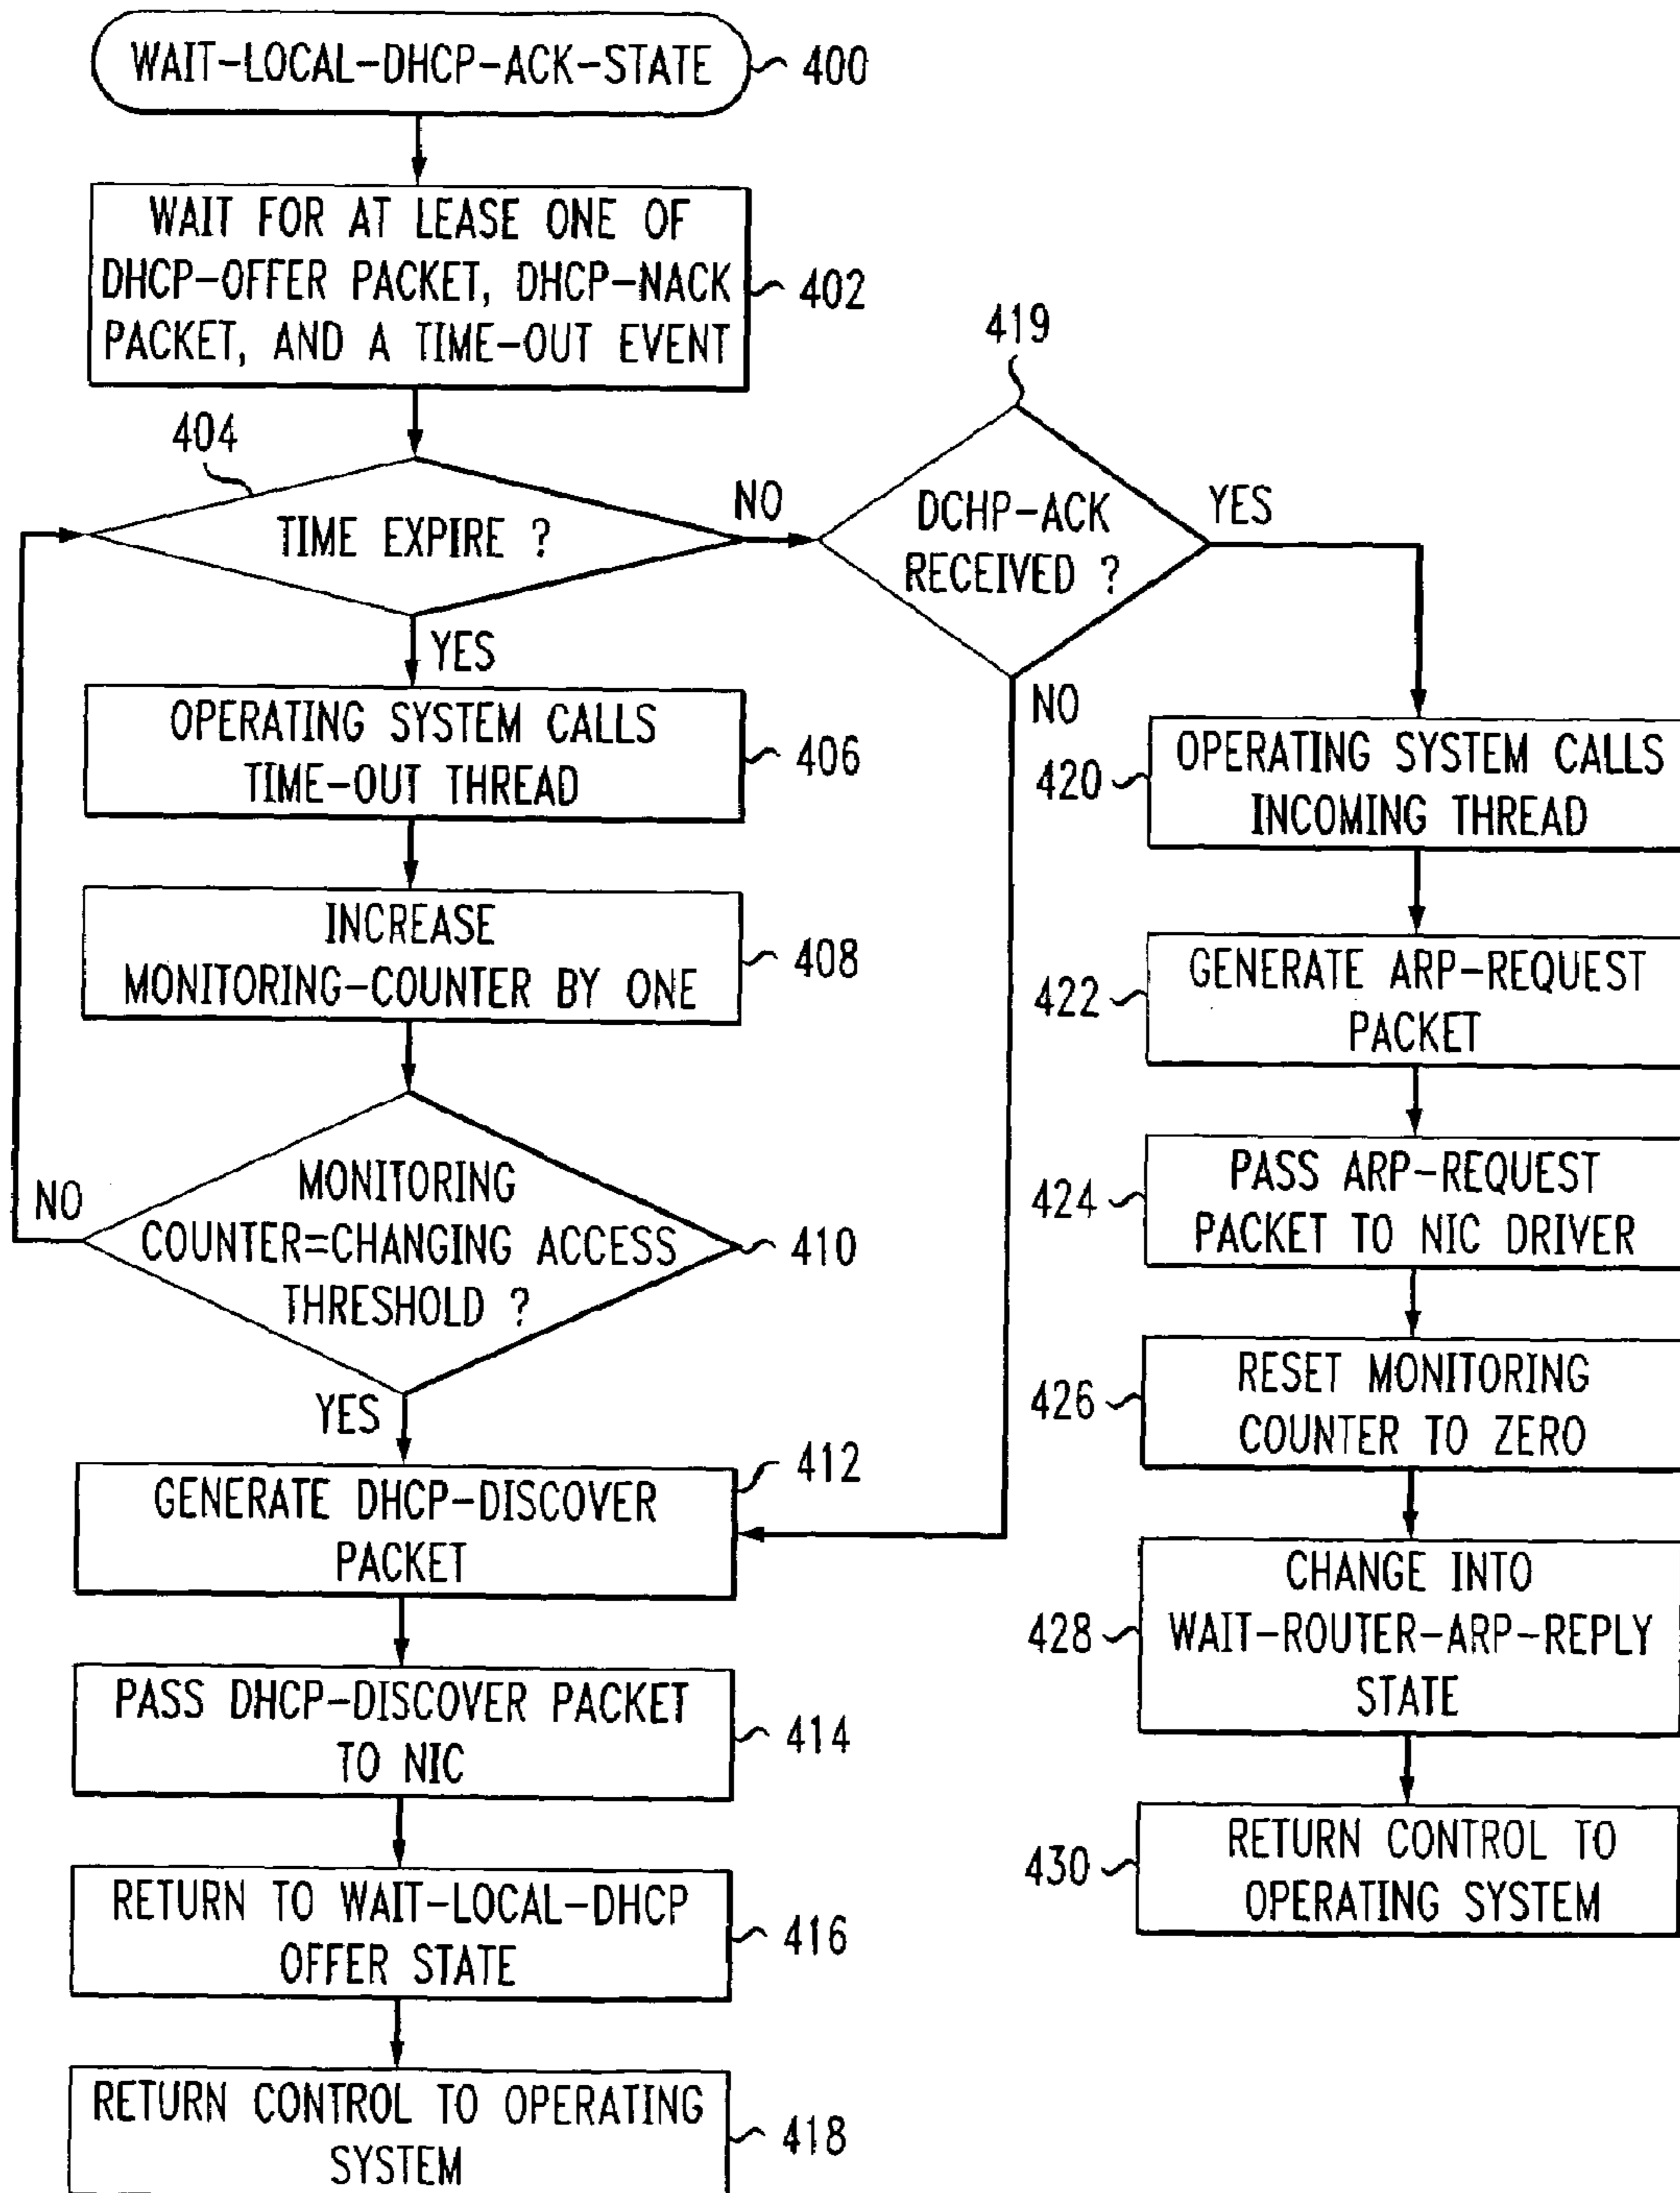 WAIT-LOCAL-DHCP-ACK-STATE
400
WAIT FOR AT LEASE ONE OF
DHCP-OFFER PACKET, DHCP-NACK
PACKET, AND A TIME-OUT EVENT
402
404
TIME EXPIRE ?
NO
YES
419
DCHP-ACK
RECEIVED ?
YES
NO
OPERATING SYSTEM CALLS
TIME-OUT THREAD
406
INCREASE
MONITORING-COUNTER BY ONE
408
MONITORING
COUNTER=CHANGING ACCESS
THRESHOLD ?
410
NO
YES
GENERATE DHCP-DISCOVER
PACKET
412
PASS DHCP-DISCOVER PACKET
TO NIC
414
RETURN TO WAIT-LOCAL-DHCP
OFFER STATE
416
RETURN CONTROL TO OPERATING
SYSTEM
418
OPERATING SYSTEM CALLS
INCOMING THREAD
420
GENERATE ARP-REQUEST
PACKET
422
PASS ARP-REQUEST
PACKET TO NIC DRIVER
424
RESET MONITORING
COUNTER TO ZERO
426
CHANGE INTO
WAIT-ROUTER-ARP-REPLY
STATE
428
RETURN CONTROL TO
OPERATING SYSTEM
430